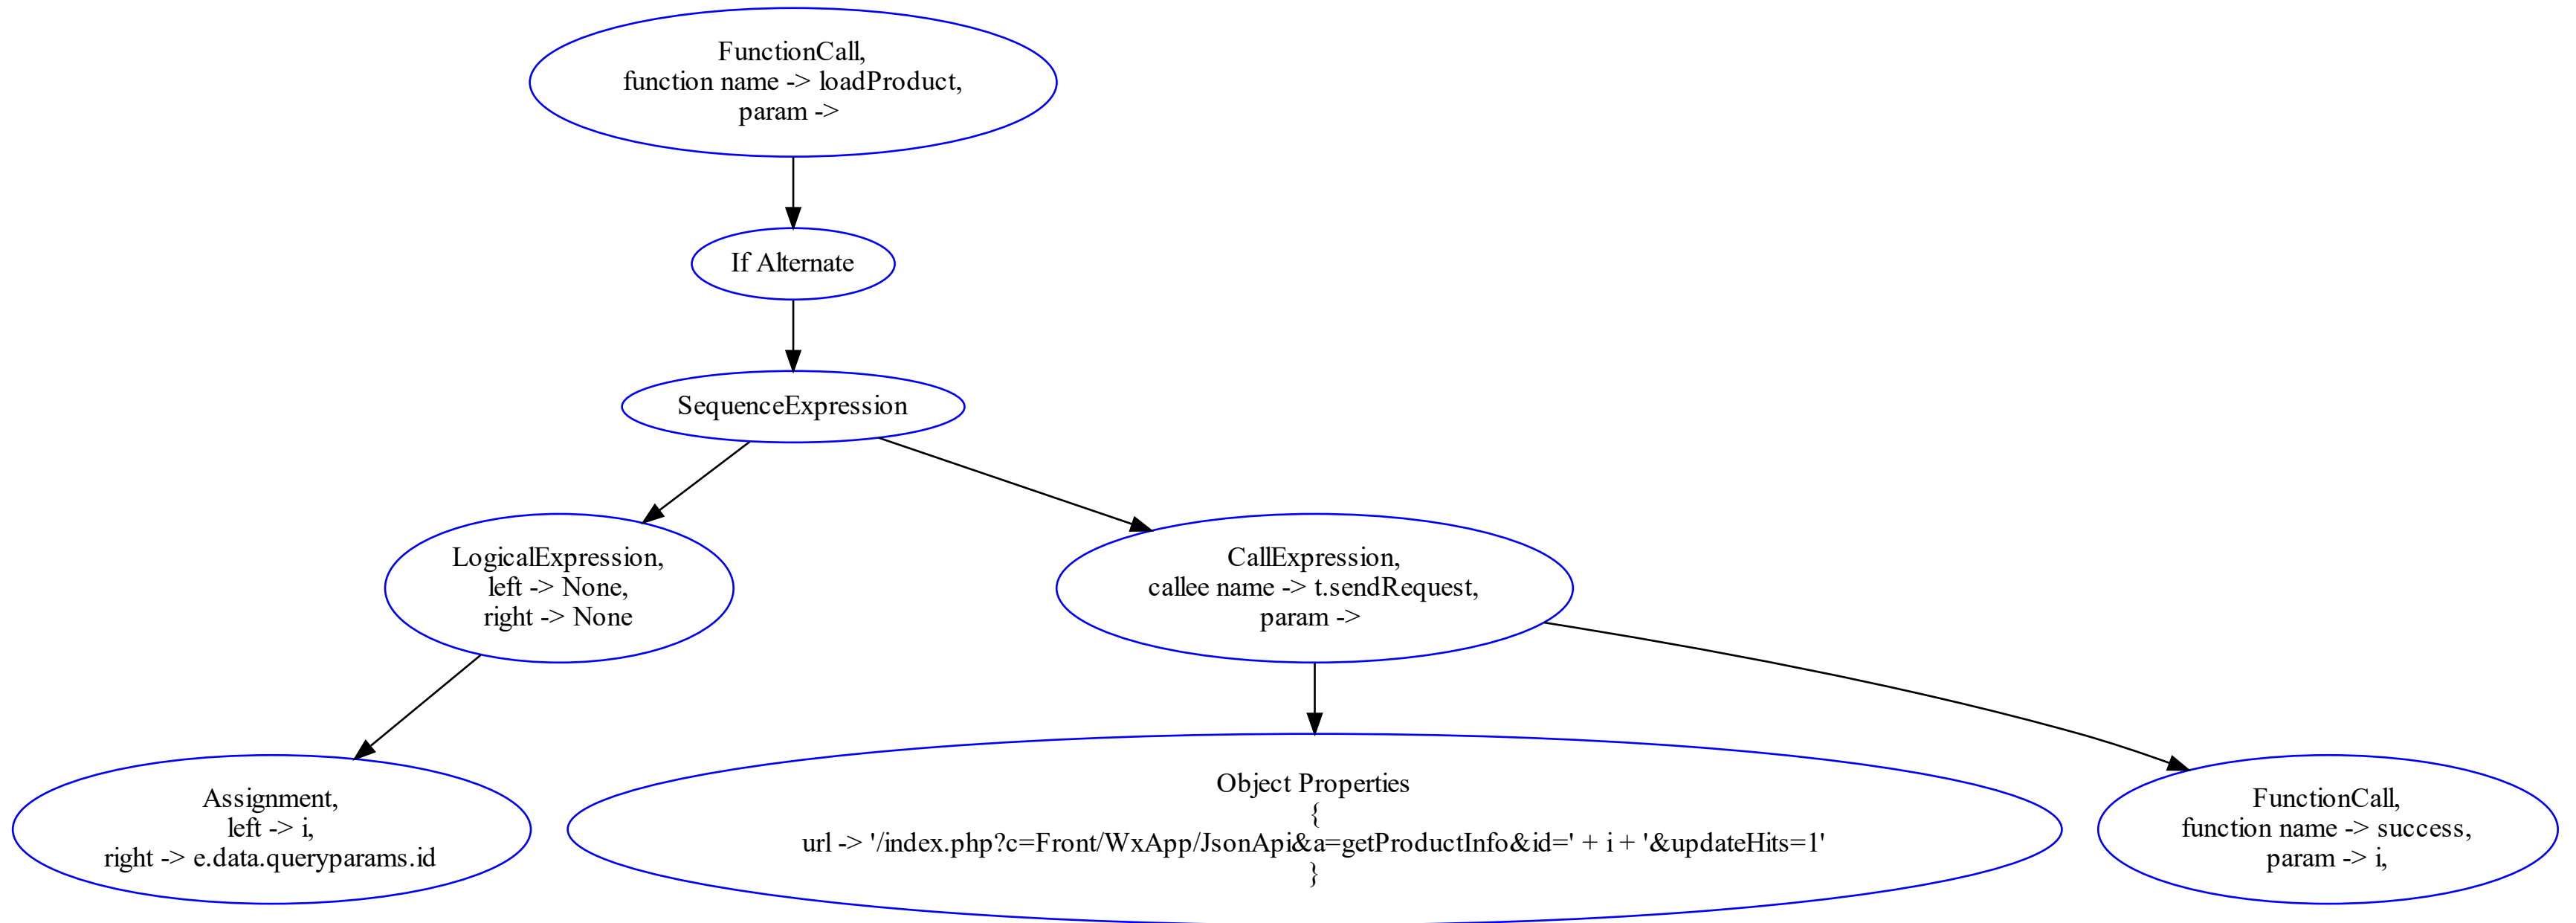 FunctionCall,
function name -> loadProduct,
param ->
If Alternate
SequenceExpression
LogicalExpression,
left -> None,
right -> None
CallExpression,
callee name -> t.sendRequest,
param ->
Assignment,
left -> i,
right -> e.data.queryparams.id
Object Properties
{
url -> '/index.php?c=Front/WxApp/JsonApi&a=getProductInfo&id=' + i + '&updateHits=1'
}
FunctionCall,
function name -> success,
param -> i,